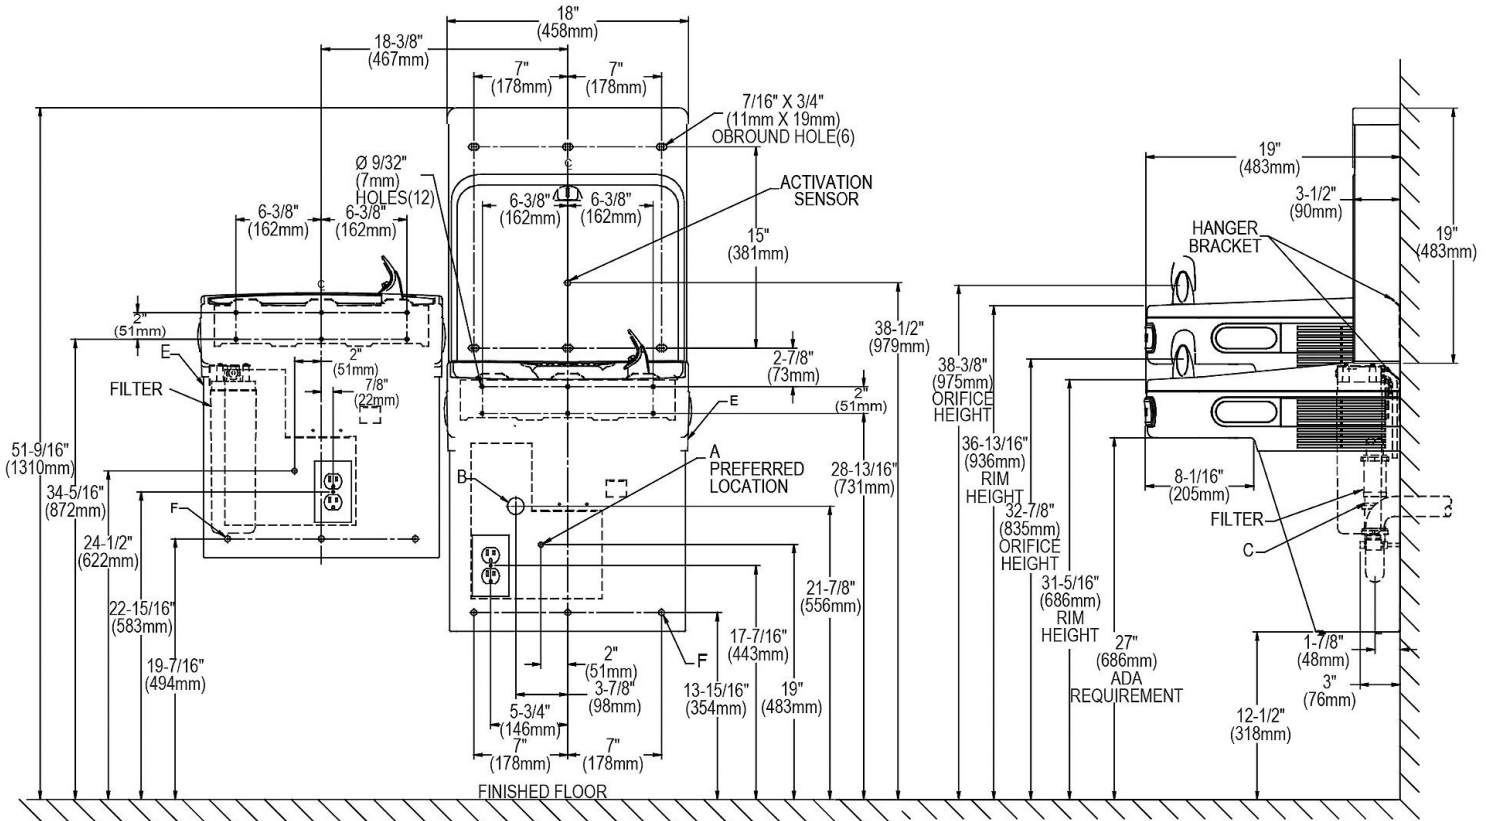 18"
(458mm)
18-3/8"
(467mm)
7"
(178mm)
7"
(178mm)
7/16" X 3/4"
(11mm X 19mm)
OBROUND HOLE(6)
Ø 9/32"
(7mm)
HOLES(12)
ACTIVATION
SENSOR
6-3/8"
(162mm)
6-3/8"
(162mm)
6-3/8"
(162mm)
6-3/8"
(162mm)
15"
(381mm)
19"
(483mm)
3-1/2"
(90mm)
HANGER
BRACKET
19"
(483mm)
2"
(51mm)
E
FILTER
2"
(51mm)
7/8"
(22mm)
38-1/2"
(979mm)
2-7/8"
(73mm)
2"
(51mm)
E
38-3/8"
(975mm)
ORIFICE
HEIGHT
51-9/16"
(1310mm)
34-5/16"
(872mm)
A
PREFERRED
LOCATION
B
28-13/16"
(731mm)
36-13/16"
(936mm)
RIM
HEIGHT
8-1/16"
(205mm)
F
FILTER
C
24-1/2"
(622mm)
32-7/8"
(835mm)
ORIFICE
HEIGHT
22-15/16"
(583mm)
21-7/8"
(556mm)
31-5/16"
(686mm)
RIM
HEIGHT
19-7/16"
(494mm)
17-7/16"
(443mm)
27"
(686mm)
ADA
REQUIREMENT
1-7/8"
(48mm)
F
2"
(51mm)
3-7/8"
(98mm)
13-15/16"
(354mm)
19"
(483mm)
3"
(76mm)
5-3/4"
(146mm)
12-1/2"
(318mm)
7"
(178mm)
7"
(178mm)
FINISHED FLOOR